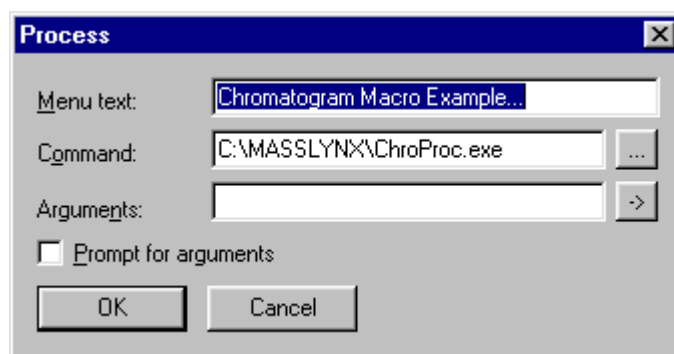 Process
Menu text: Chromatogram Macro Example...
Command: C:\MASSLYNX\ChroProc.exe ...
Arguments: ->
Prompt for arguments
OK Cancel